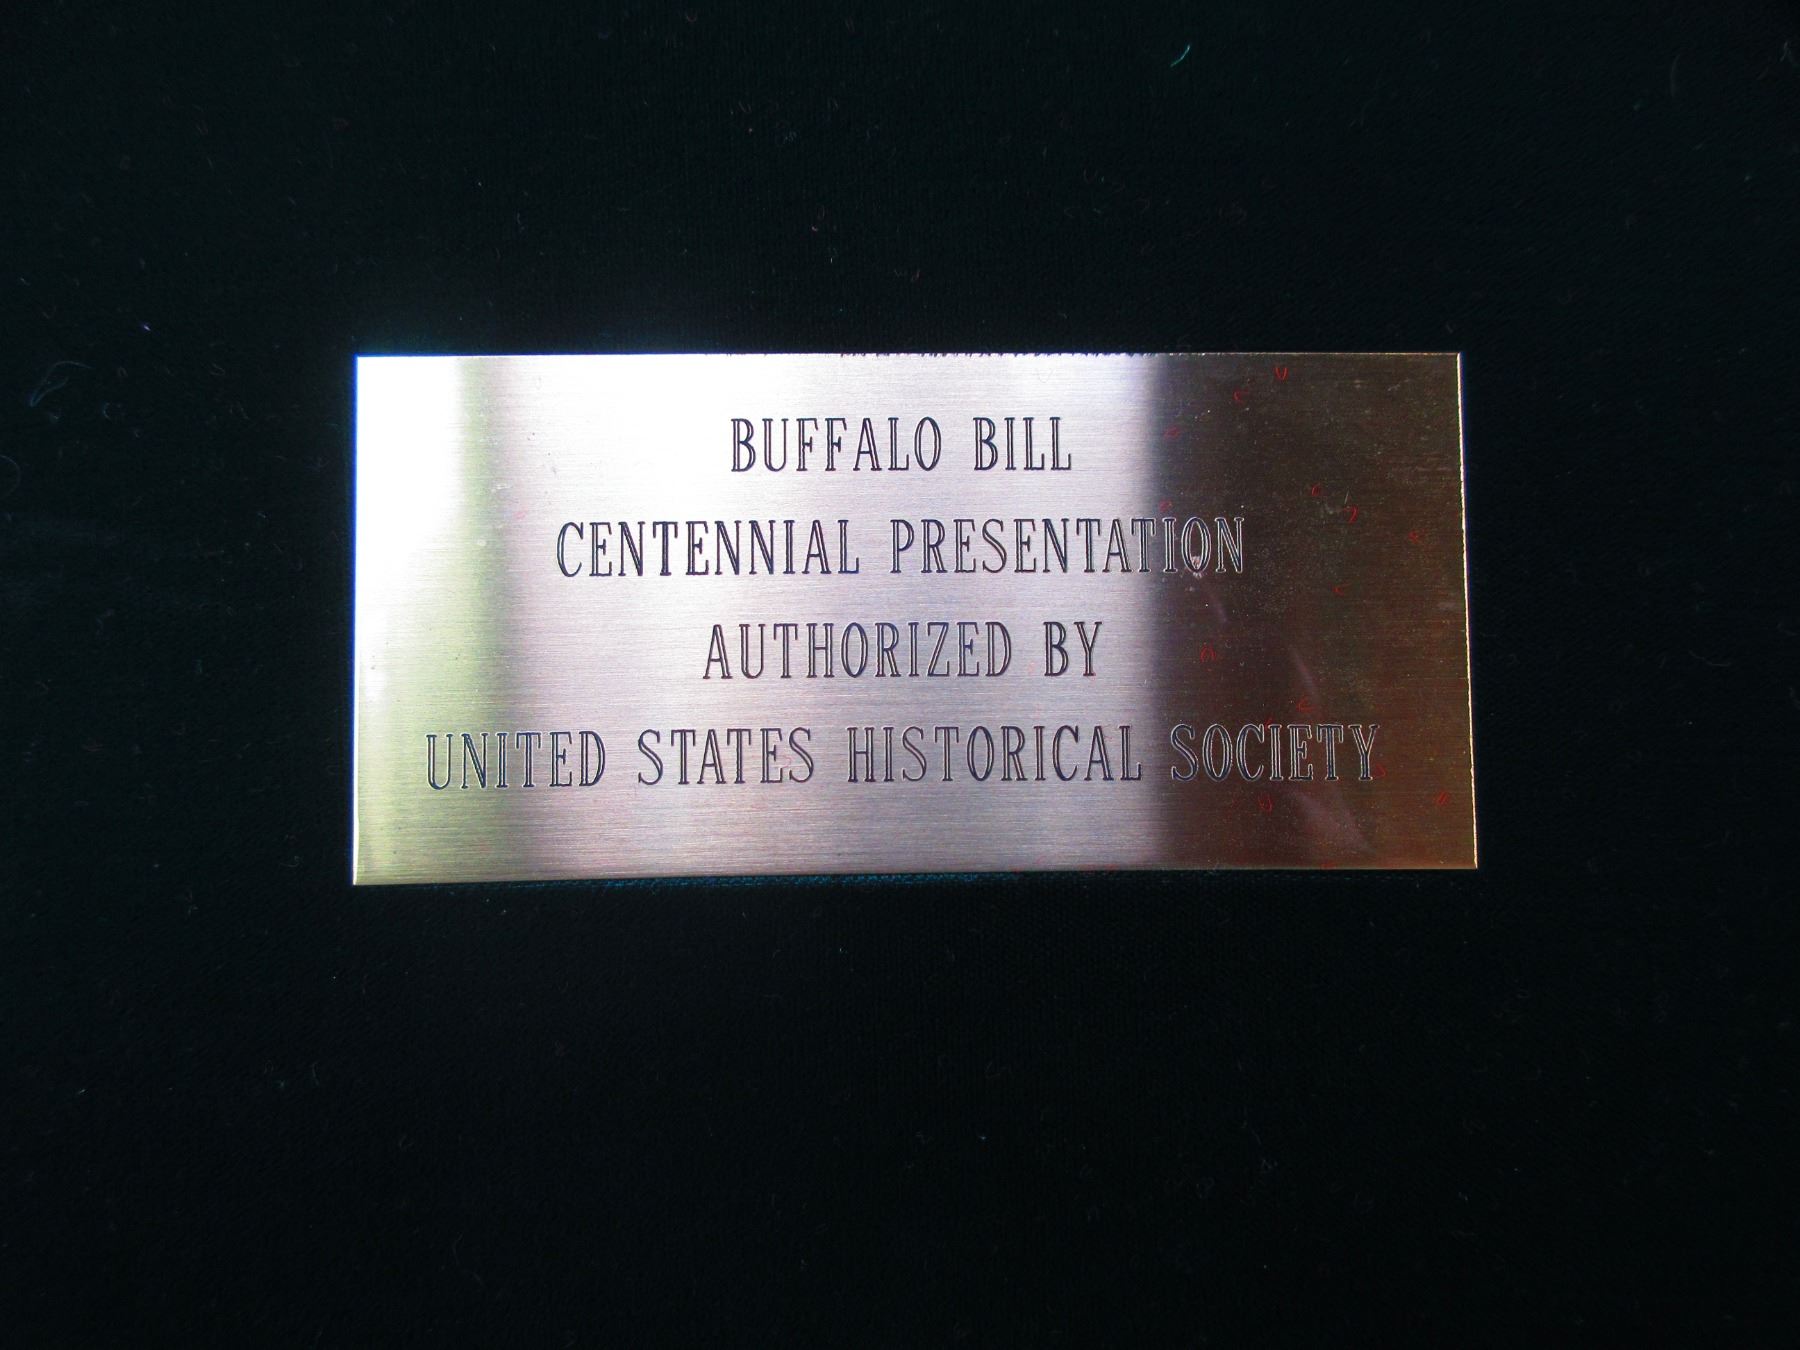 BUFFALO BILL
CENTENNIAL PRESENTATION
AUTHORIZED BY
UNITED STATES HISTORICAL SOCIETY